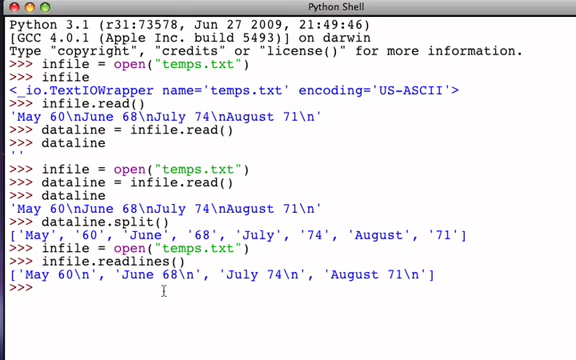 Python Shell
Python 3.1 (r31:73578, Jun 27 2009, 21:49:46)
[GCC 4.0.1 (Apple Inc. build 5493)] on darwin
Type "copyright", "credits" or "license()" for more information.
>>> infile = open("temps.txt")
>>> infile
<_io.TextIOWrapper name='temps.txt' encoding='US-ASCII'>
>>> infile.read()
'May 60\nJune 68\nJuly 74\nAugust 71\n'
>>> dataline = infile.read()
>>> dataline
''
>>> infile = open("temps.txt")
>>> dataline = infile.read()
>>> dataline
'May 60\nJune 68\nJuly 74\nAugust 71\n'
>>> dataline.split()
['May', '60', 'June', '68', 'July', '74', 'August', '71']
>>> infile = open("temps.txt")
>>> infile.readlines()
['May 60\n', 'June 68\n', 'July 74\n', 'August 71\n']
>>>